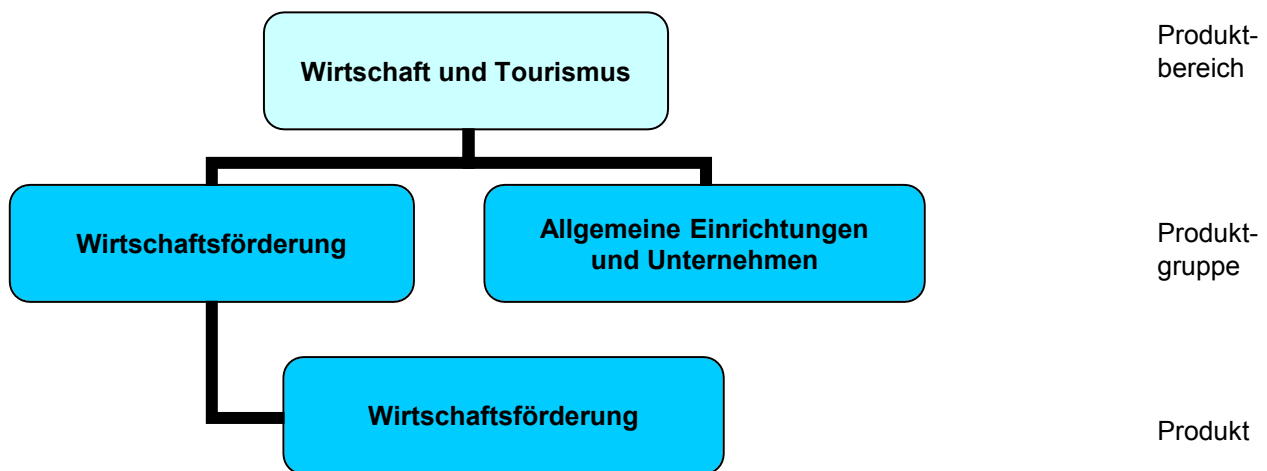 Wirtschaft und Tourismus
Produkt-
bereich
Wirtschaftsförderung
Allgemeine Einrichtungen
und Unternehmen
Produkt-
gruppe
Wirtschaftsförderung
Produkt